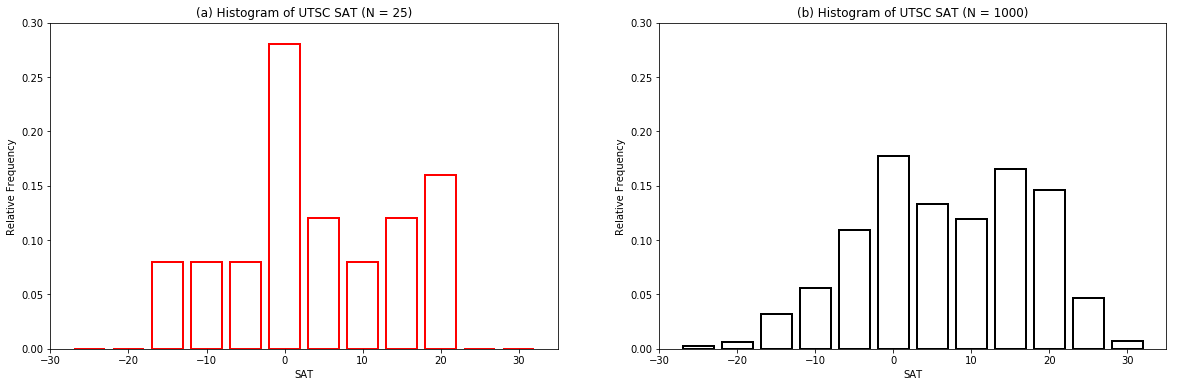 (a) Histogram of UTSC SAT (N = 25)
0.30
0.25
0.20
0.15
0.10
0.05
0.00
Relative Frequency
−30 −20 −10 0 10 20 30
SAT
(b) Histogram of UTSC SAT (N = 1000)
0.30
0.25
0.20
0.15
0.10
0.05
0.00
Relative Frequency
−30 −20 −10 0 10 20 30
SAT